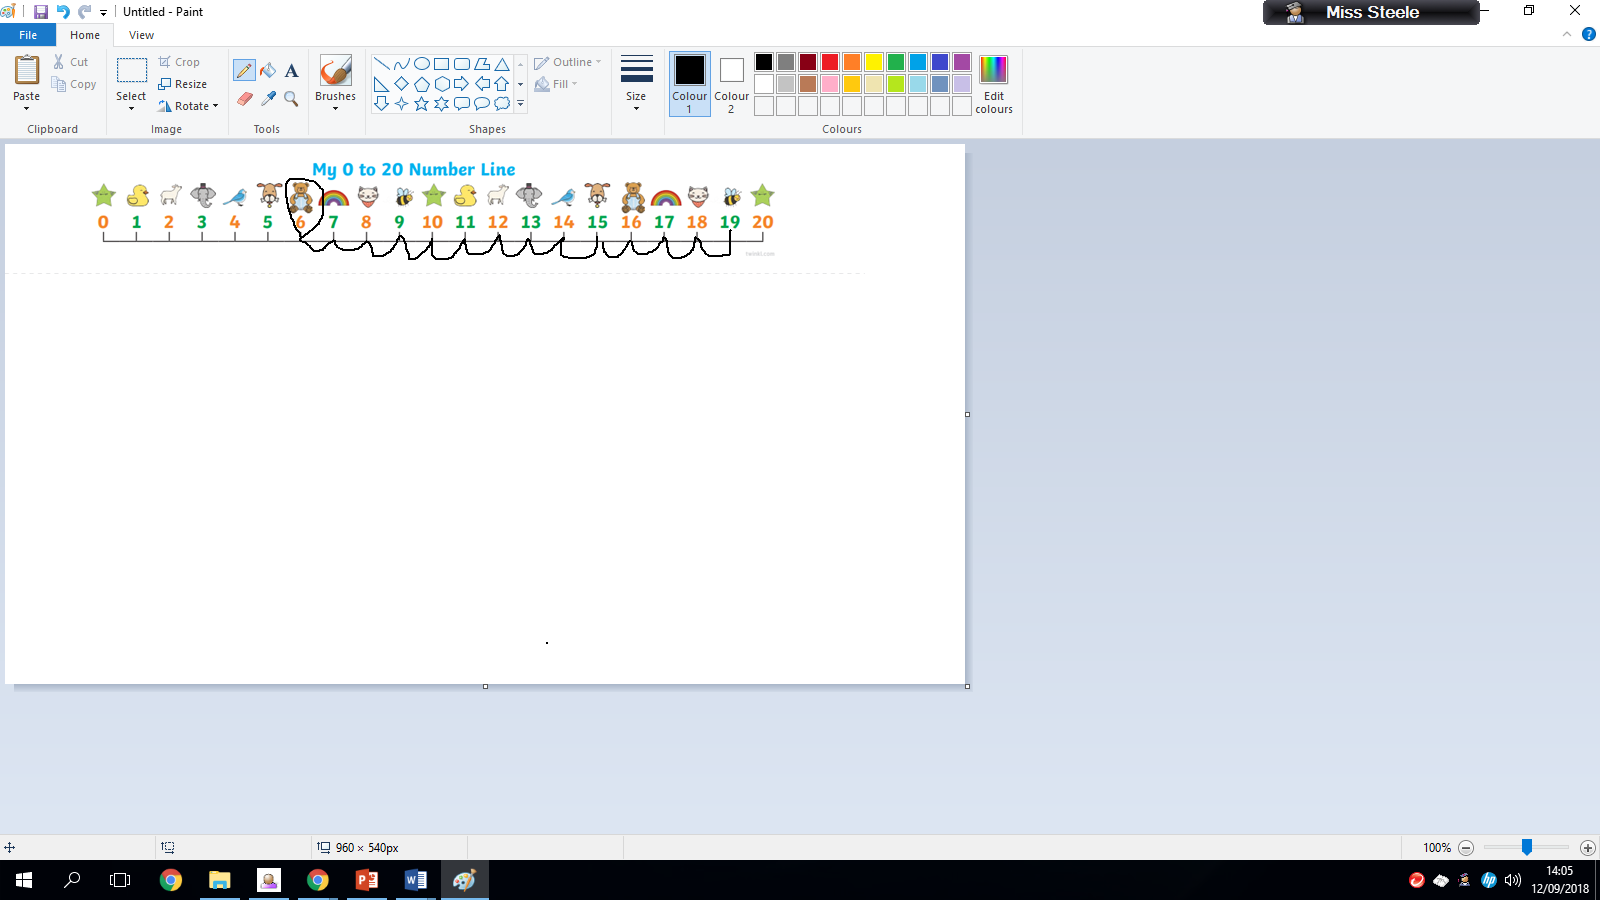 Untitled - Paint
Miss Steele
File Home View
Paste
Cut
Copy
Clipboard
Select
Crop
Resize
Rotate
Image
Tools
Brushes
Shapes
Outline
Fill
Size
Colour
1
Colour
2
Colours
Edit
colours
My 0 to 20 Number Line
0 1 2 3 4 5 6 7 8 9 10 11 12 13 14 15 16 17 18 19 20
960 × 540px
100%
14:05
12/09/2018